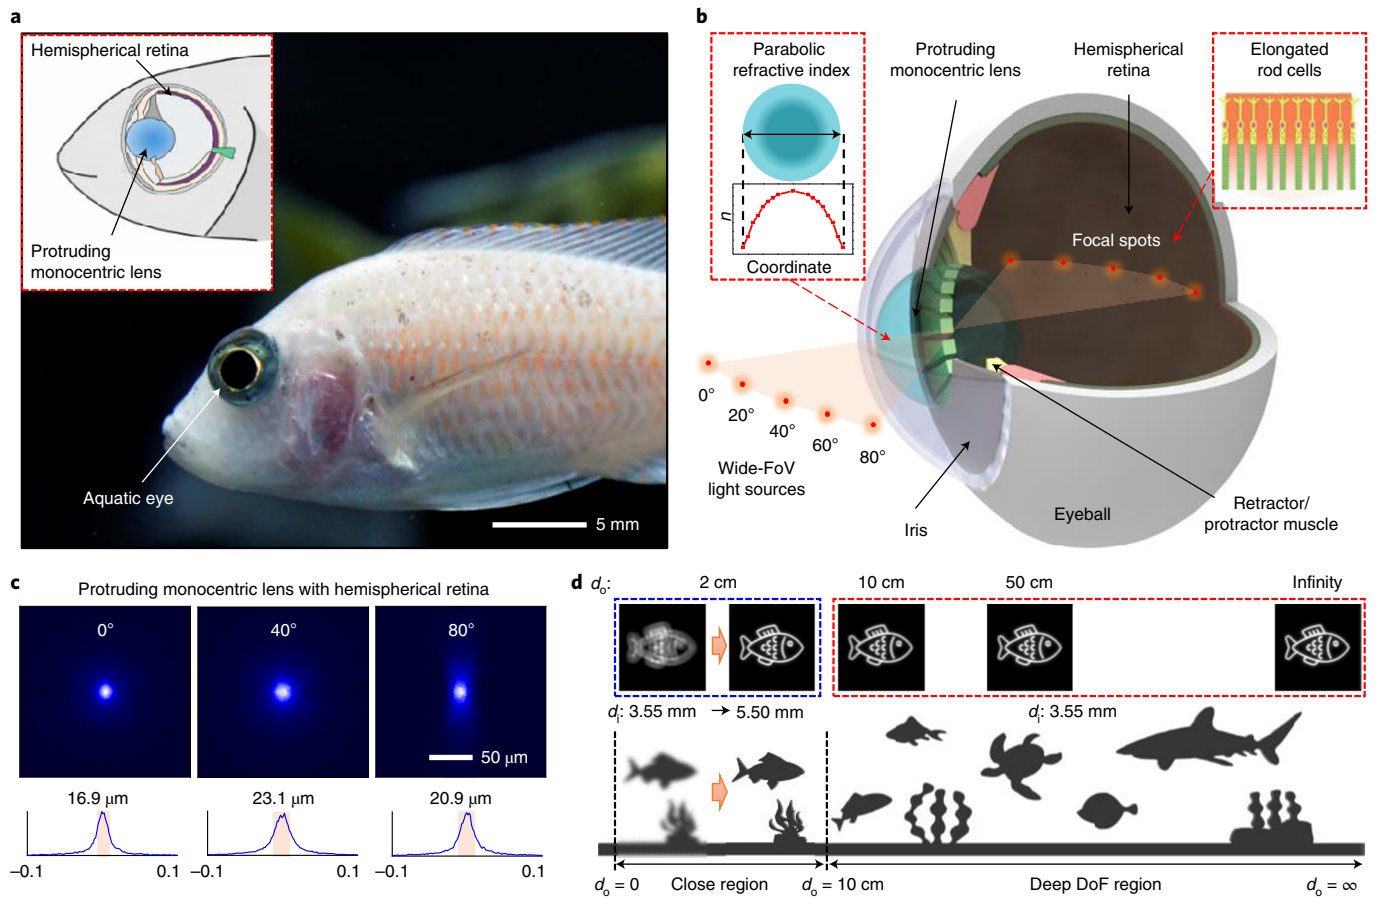 a
Hemispherical retina
Protruding
monocentric lens
Aquatic eye
5 mm
b
Parabolic
refractive index
n
Coordinate
Protruding
monocentric lens
Hemispherical
retina
Elongated
rod cells
Focal spots
0°
20°
40°
60°
80°
Wide-FoV
light sources
Iris
Eyeball
Retractor/
protractor muscle
c
Protruding monocentric lens with hemispherical retina
0°
40°
80°
50 μm
16.9 μm
23.1 μm
20.9 μm
–0.1
0.1
–0.1
0.1
–0.1
0.1
d
dₒ:
2 cm
10 cm
50 cm
Infinity
dᵢ: 3.55 mm → 5.50 mm
dᵢ: 3.55 mm
dₒ = 0
Close region
dₒ = 10 cm
Deep DoF region
dₒ = ∞